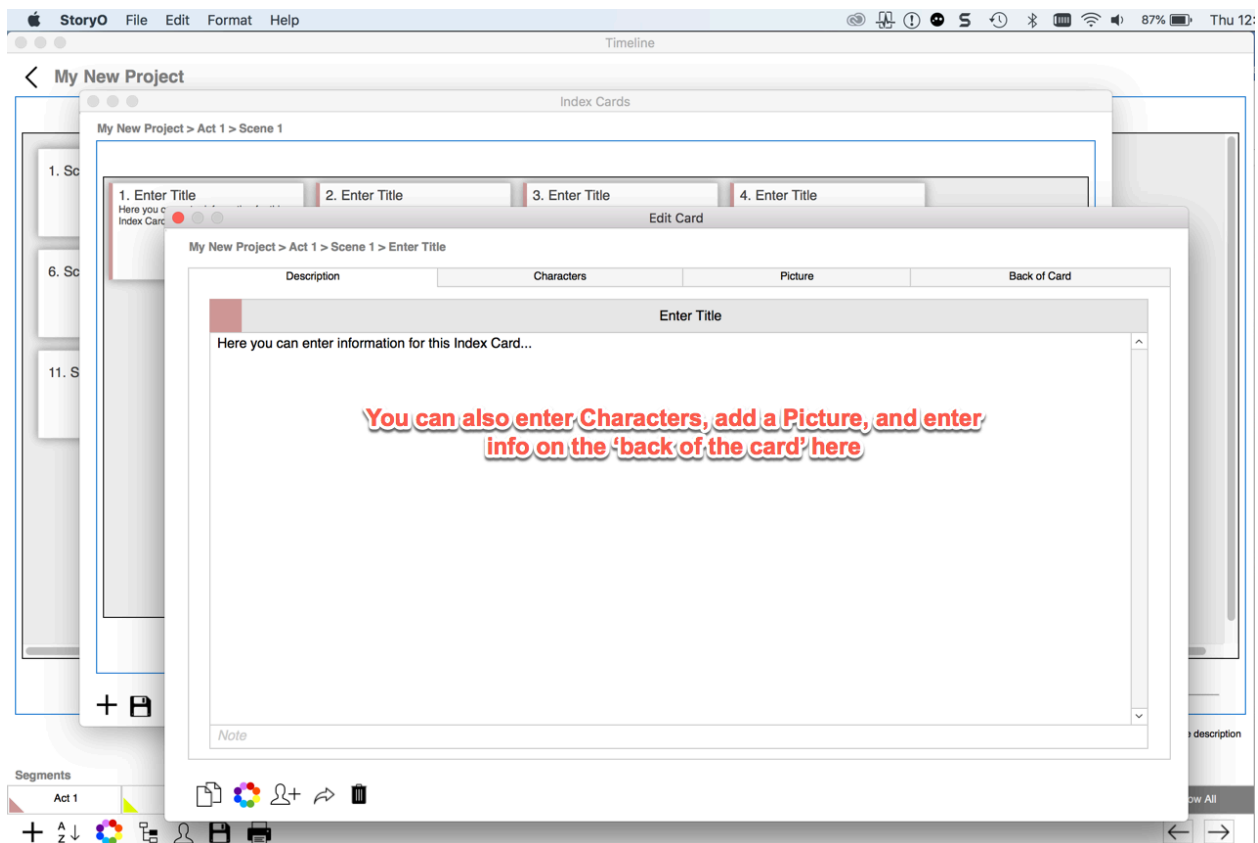 StoryO File Edit Format Help 87% Thu 12:
Timeline
My New Project
Index Cards
My New Project > Act 1 > Scene 1
1. Sc
1. Enter Title 2. Enter Title 3. Enter Title 4. Enter Title
Here you c
Index Card
Edit Card
My New Project > Act 1 > Scene 1 > Enter Title
6. Sc
Description Characters Picture Back of Card
Enter Title
Here you can enter information for this Index Card...
11. S
You can also enter Characters, add a Picture, and enter
info on the ‘back of the card’ here
Note
description
Segments
Act 1
ow All
A
Z